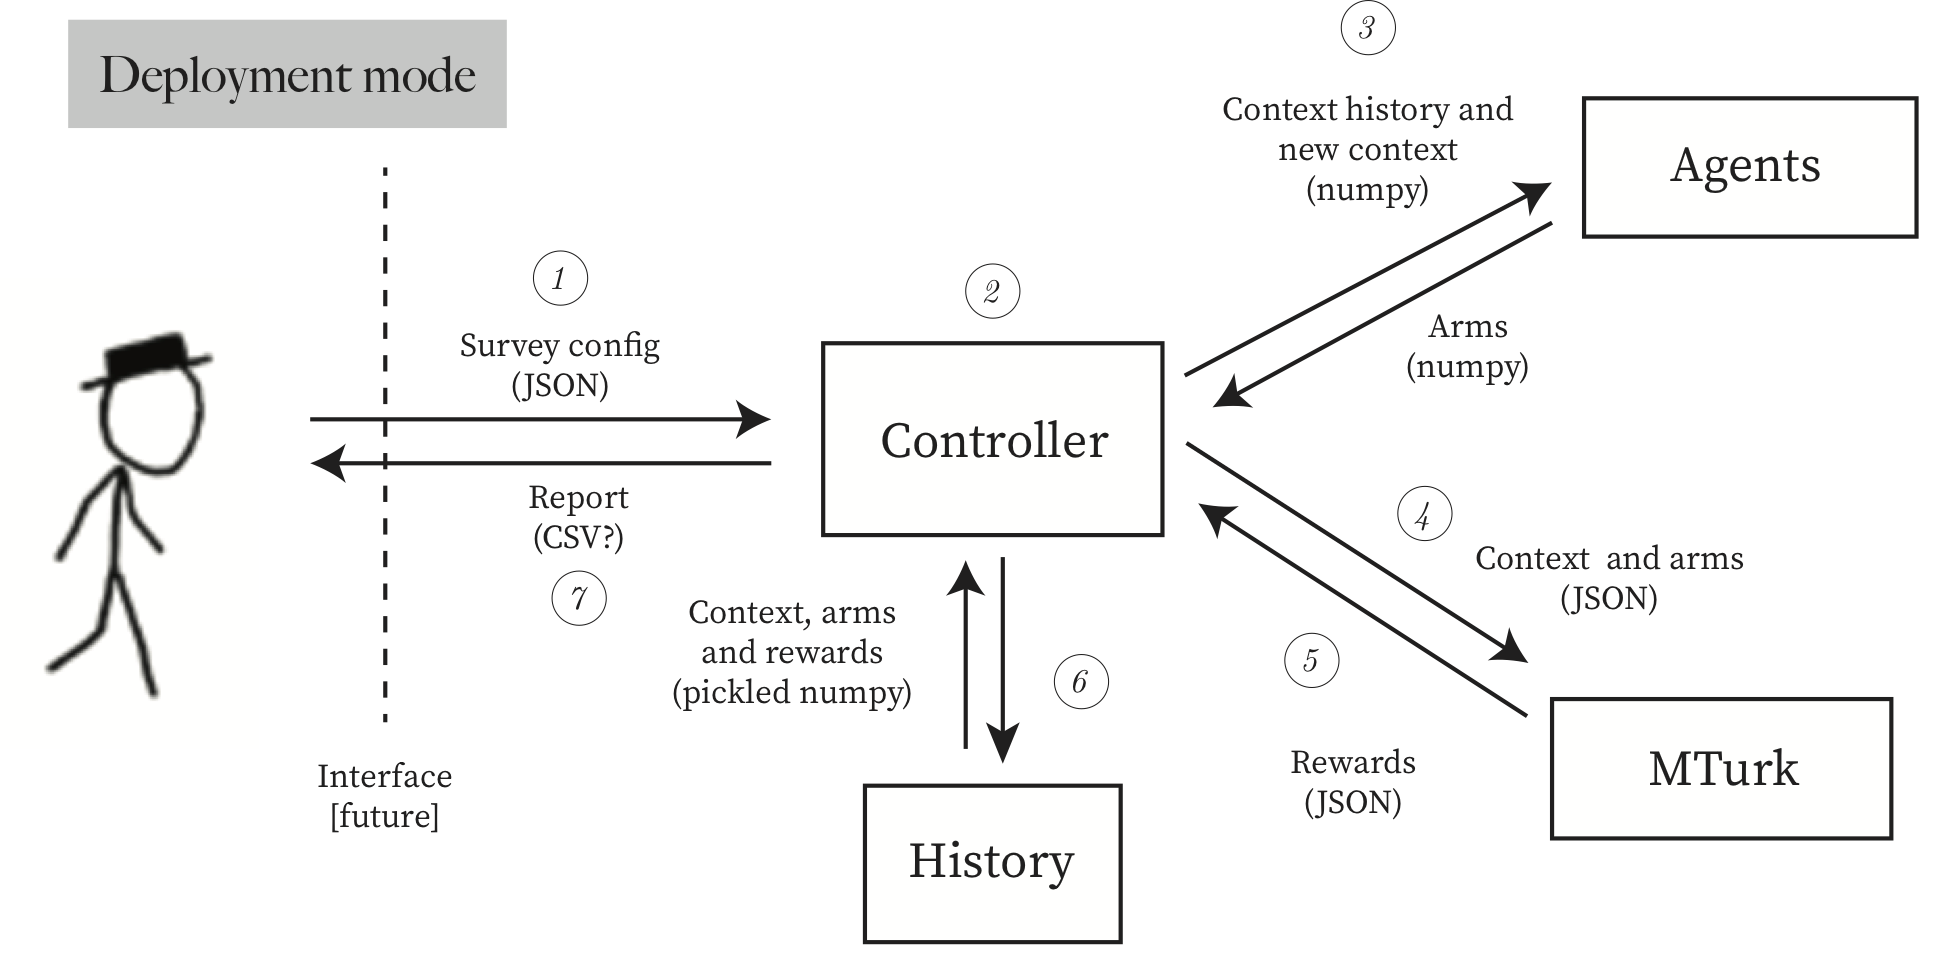 Deployment mode
3
Context history and
new context
(numpy)
Agents
1
Survey config
(JSON)
2
Arms
(numpy)
Controller
Report
(CSV?)
7
4
Context  and arms
(JSON)
Context, arms
and rewards
(pickled numpy)
6
5
Rewards
(JSON)
MTurk
Interface
[future]
History